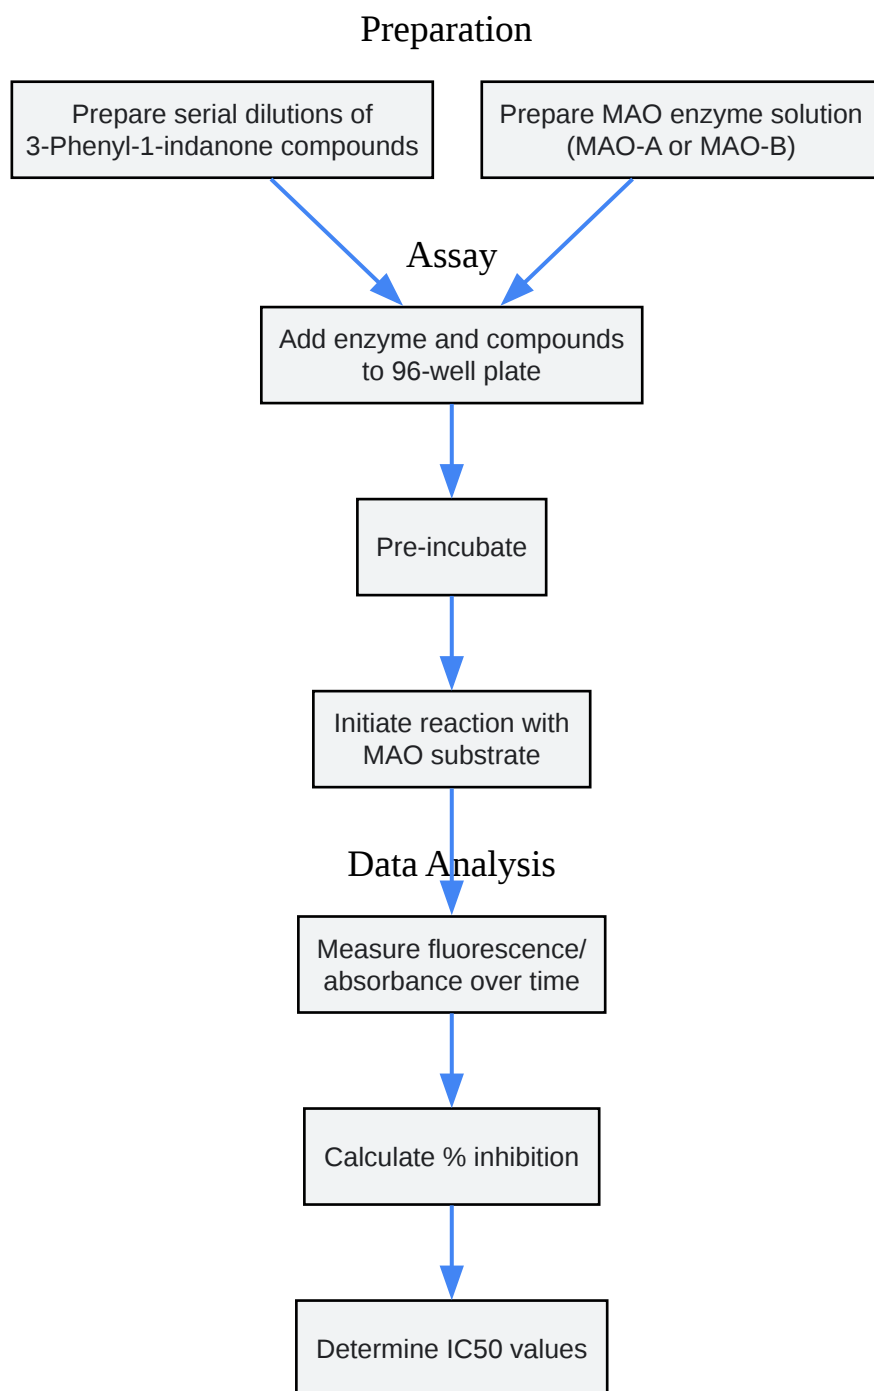 Preparation
Prepare serial dilutions of
3-Phenyl-1-indanone compounds
Prepare MAO enzyme solution
(MAO-A or MAO-B)
Assay
Add enzyme and compounds
to 96-well plate
Pre-incubate
Initiate reaction with
MAO substrate
Data Analysis
Measure fluorescence/
absorbance over time
Calculate % inhibition
Determine IC50 values